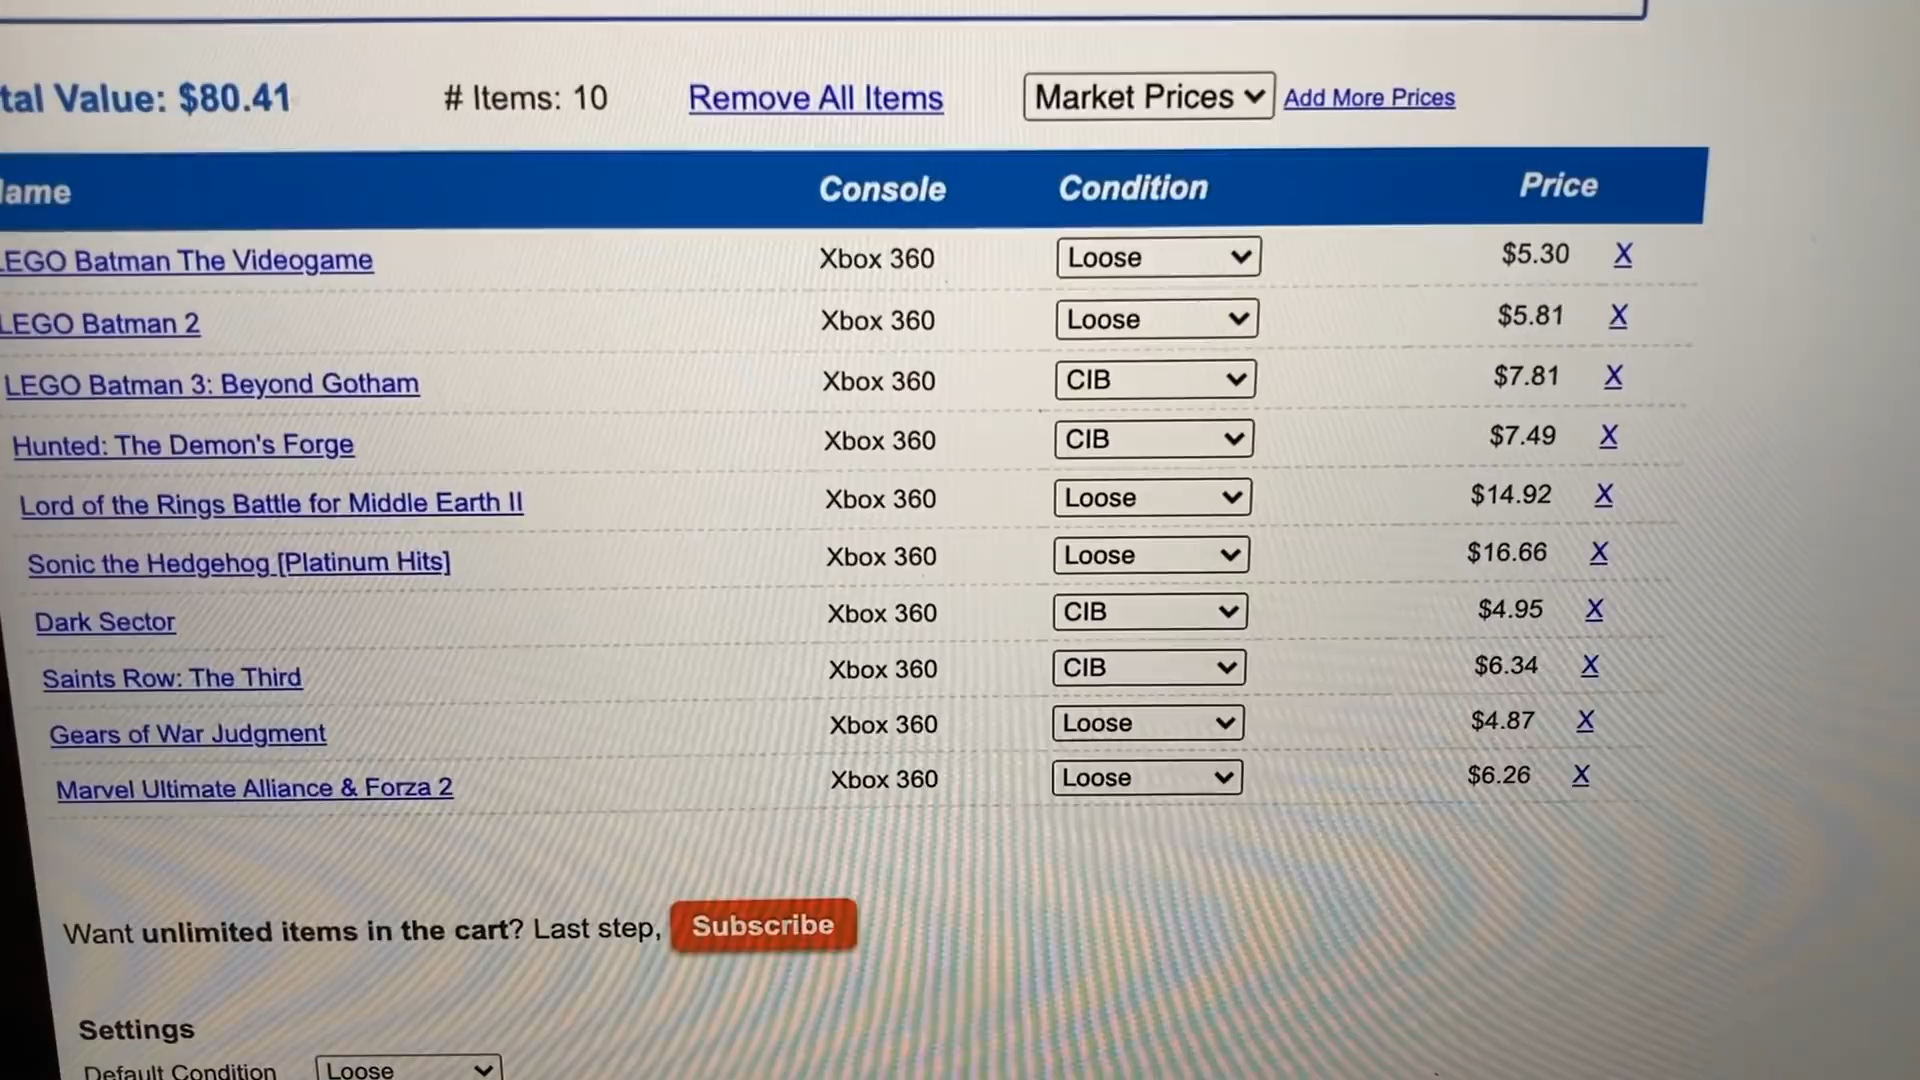 tal Value: $80.41 # Items: 10 Remove All Items Market Prices Add More Prices
ame Console Condition Price
LEGO Batman The Videogame Xbox 360 Loose $5.30 X
LEGO Batman 2 Xbox 360 Loose $5.81 X
LEGO Batman 3: Beyond Gotham Xbox 360 CIB $7.81 X
Hunted: The Demon's Forge Xbox 360 CIB $7.49 X
Lord of the Rings Battle for Middle Earth II Xbox 360 Loose $14.92 X
Sonic the Hedgehog [Platinum Hits] Xbox 360 Loose $16.66 X
Dark Sector Xbox 360 CIB $4.95 X
Saints Row: The Third Xbox 360 CIB $6.34 X
Gears of War Judgment Xbox 360 Loose $4.87 X
Marvel Ultimate Alliance & Forza 2 Xbox 360 Loose $6.26 X
Want unlimited items in the cart? Last step, Subscribe
Settings
Default Condition Loose